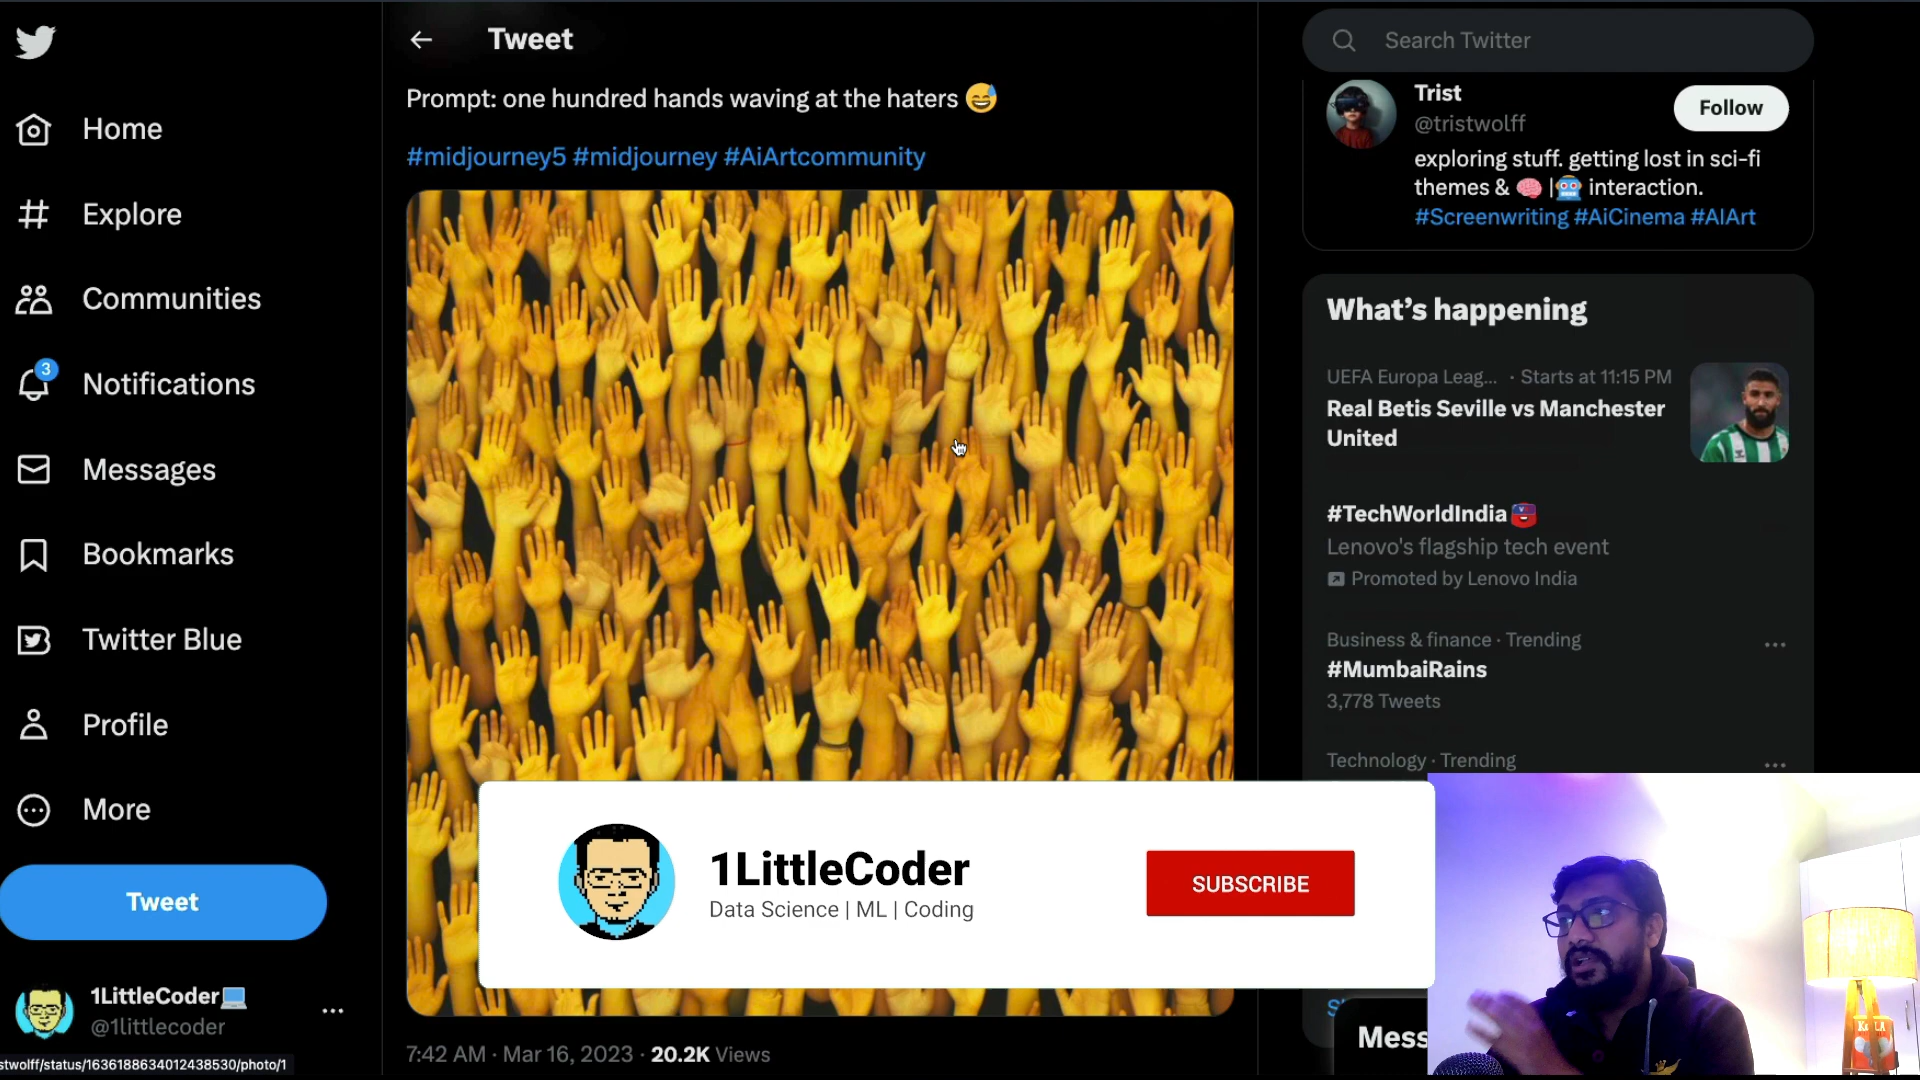 Home
Explore
Communities
3
Notifications
Messages
Bookmarks
Twitter Blue
Profile
More
Tweet
1LittleCoder
@1littlecoder
stwolff/status/1636188634012438530/photo/1
Tweet
Prompt: one hundred hands waving at the haters
#midjourney5 #midjourney #AiArtcommunity
7:42 AM · Mar 16, 2023 · 20.2K Views
1LittleCoder
Data Science | ML | Coding
SUBSCRIBE
Search Twitter
Trist
@tristwolff
Follow
exploring stuff. getting lost in sci-fi
themes & | interaction.
#Screenwriting #AiCinema #AIArt
What's happening
UEFA Europa Leag... · Starts at 11:15 PM
Real Betis Seville vs Manchester
United
#TechWorldIndia
Lenovo's flagship tech event
Promoted by Lenovo India
Business & finance · Trending
#MumbaiRains
3,778 Tweets
Technology · Trending
Mess